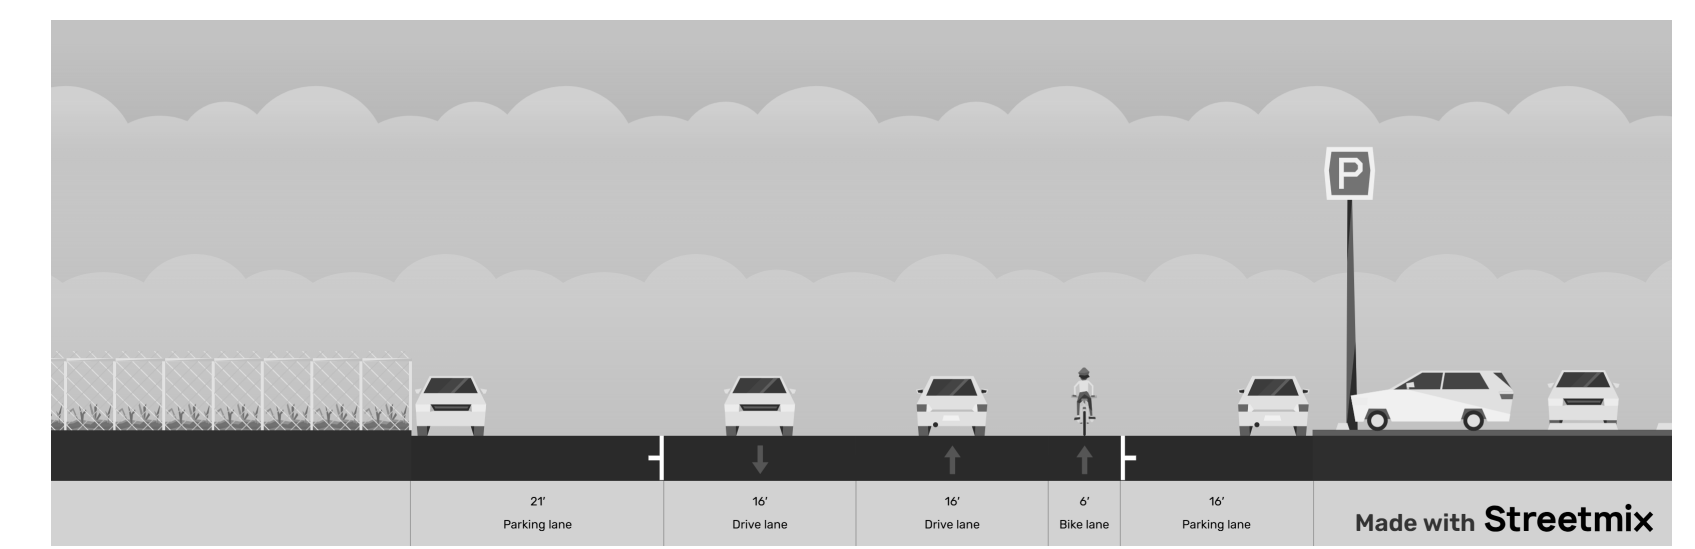 P
21′
16′
16′
6′
16′
Parking lane
Drive lane
Drive lane
Bike lane
Parking lane
Made with Streetmix